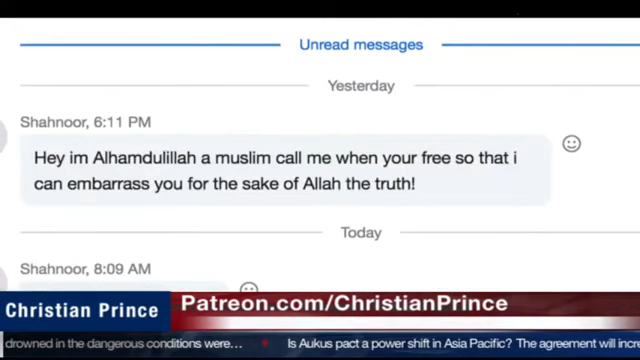 Unread messages
Yesterday
Shahnoor, 6:11 PM
Hey im Alhamdulillah a muslim call me when your free so that i
can embarrass you for the sake of Allah the truth!
Today
Shahnoor, 8:09 AM
Christian Prince
Patreon.com/ChristianPrince
drowned in the dangerous conditions were...
Is Aukus pact a power shift in Asia Pacific? The agreement will incre